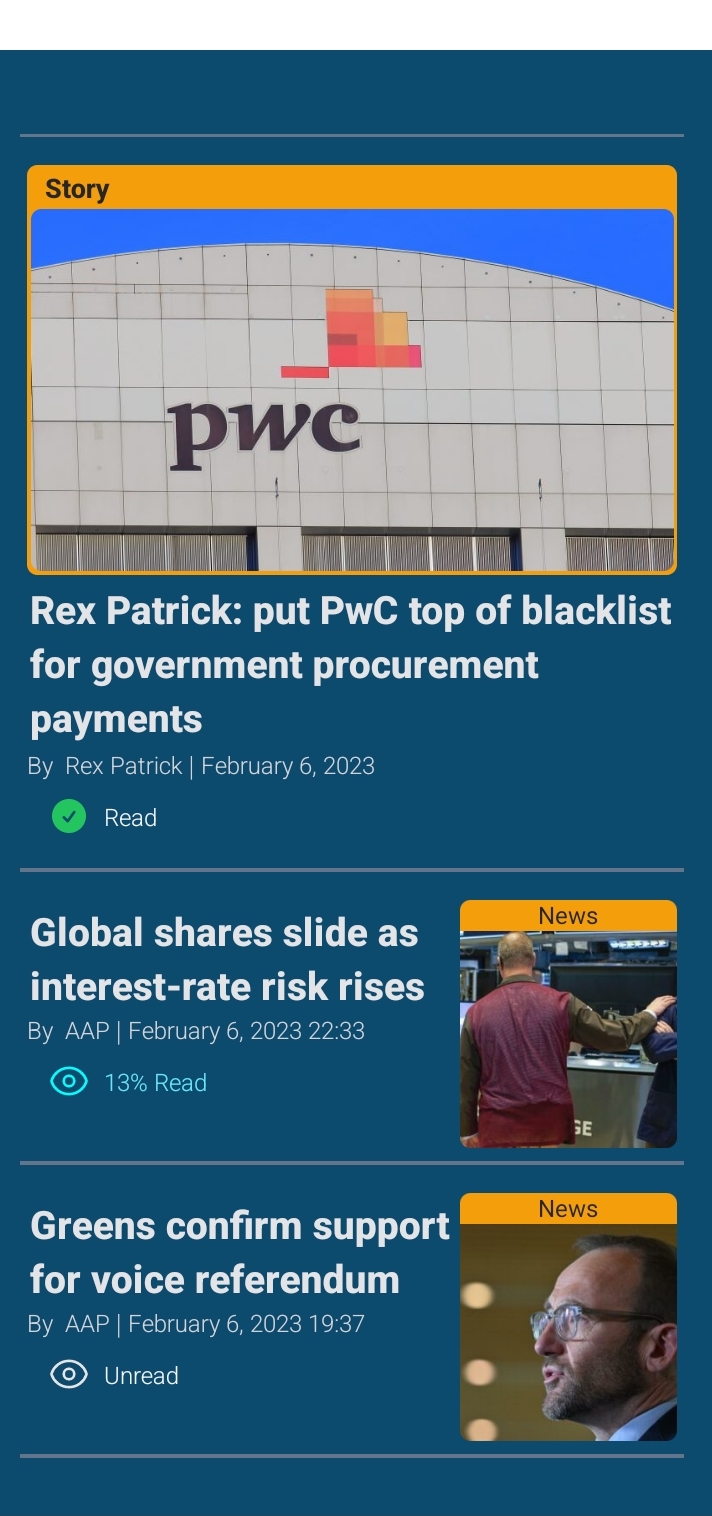 Story
pwc
Rex Patrick: put PwC top of blacklist
for government procurement
payments
By Rex Patrick | February 6, 2023
Read
Global shares slide as
interest-rate risk rises
By AAP | February 6, 2023 22:33
13% Read
News
GE
Greens confirm support
for voice referendum
By AAP | February 6, 2023 19:37
Unread
News